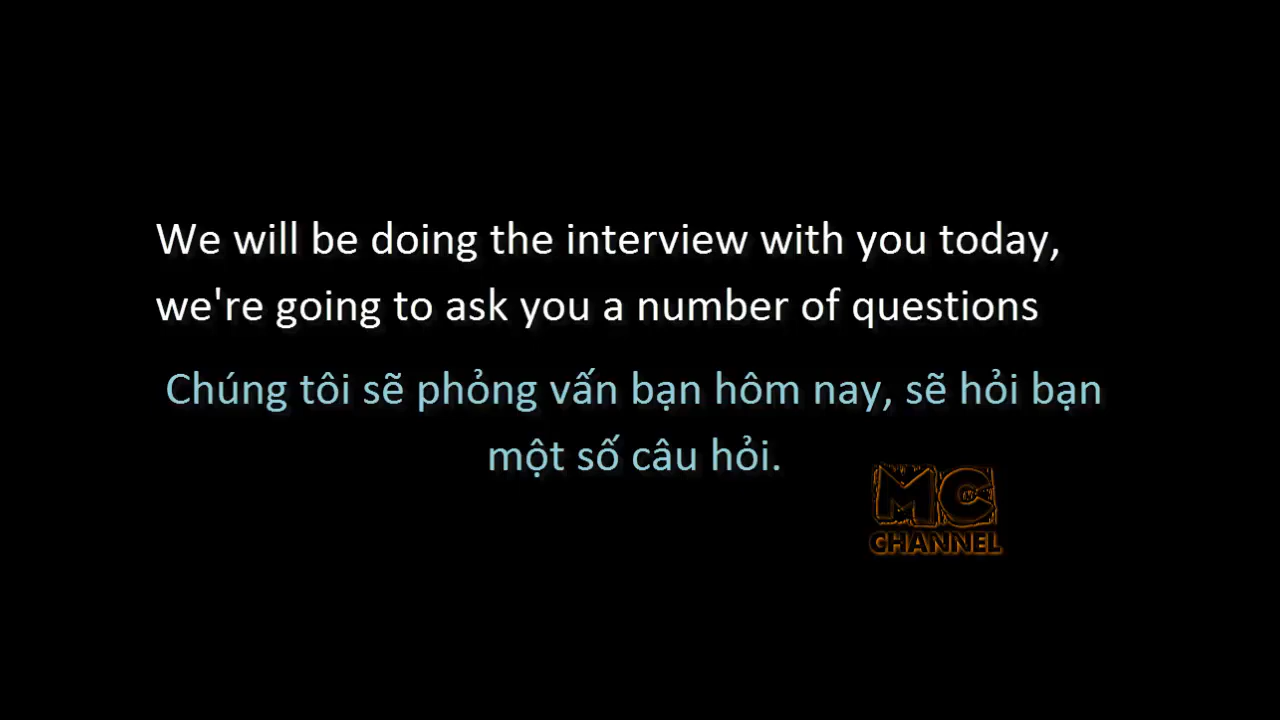 We will be doing the interview with you today,
we're going to ask you a number of questions
Chúng tôi sẽ phỏng vấn bạn hôm nay, sẽ hỏi bạn
một số câu hỏi.
MC
CHANNEL